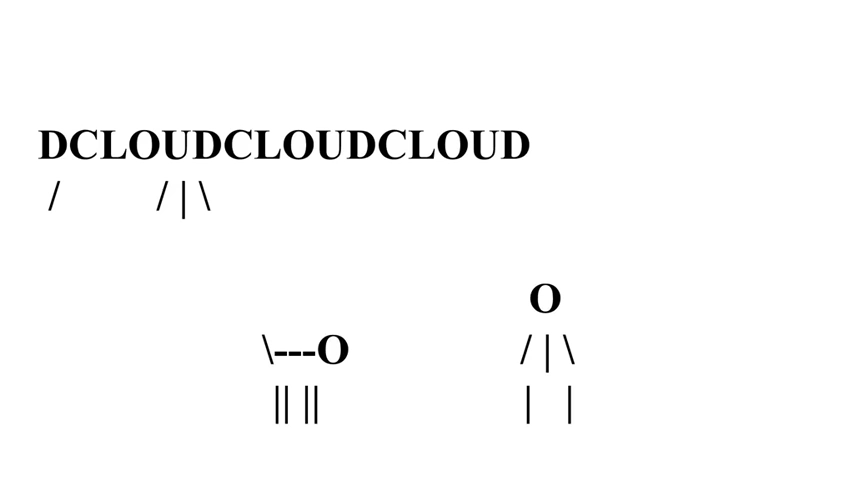 DCLOUDCLOUDCLOUD
/ / | \
O
\---O / | \
|| || | |